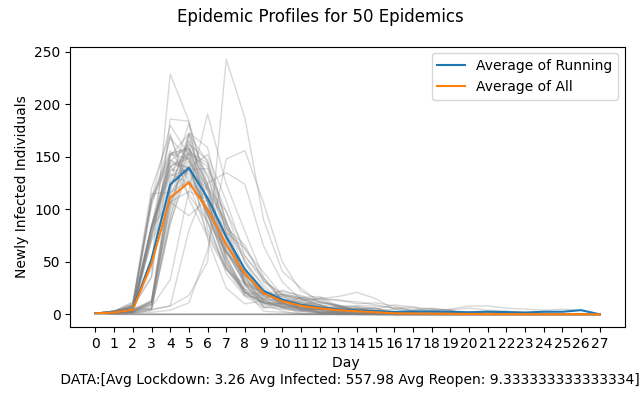 Epidemic Profiles for 50 Epidemics
Newly Infected Individuals
250
200
150
100
50
0
Average of Running
Average of All
0 1 2 3 4 5 6 7 8 9 10 11 12 13 14 15 16 17 18 19 20 21 22 23 24 25 26 27
Day
DATA:[Avg Lockdown: 3.26 Avg Infected: 557.98 Avg Reopen: 9.333333333333334]